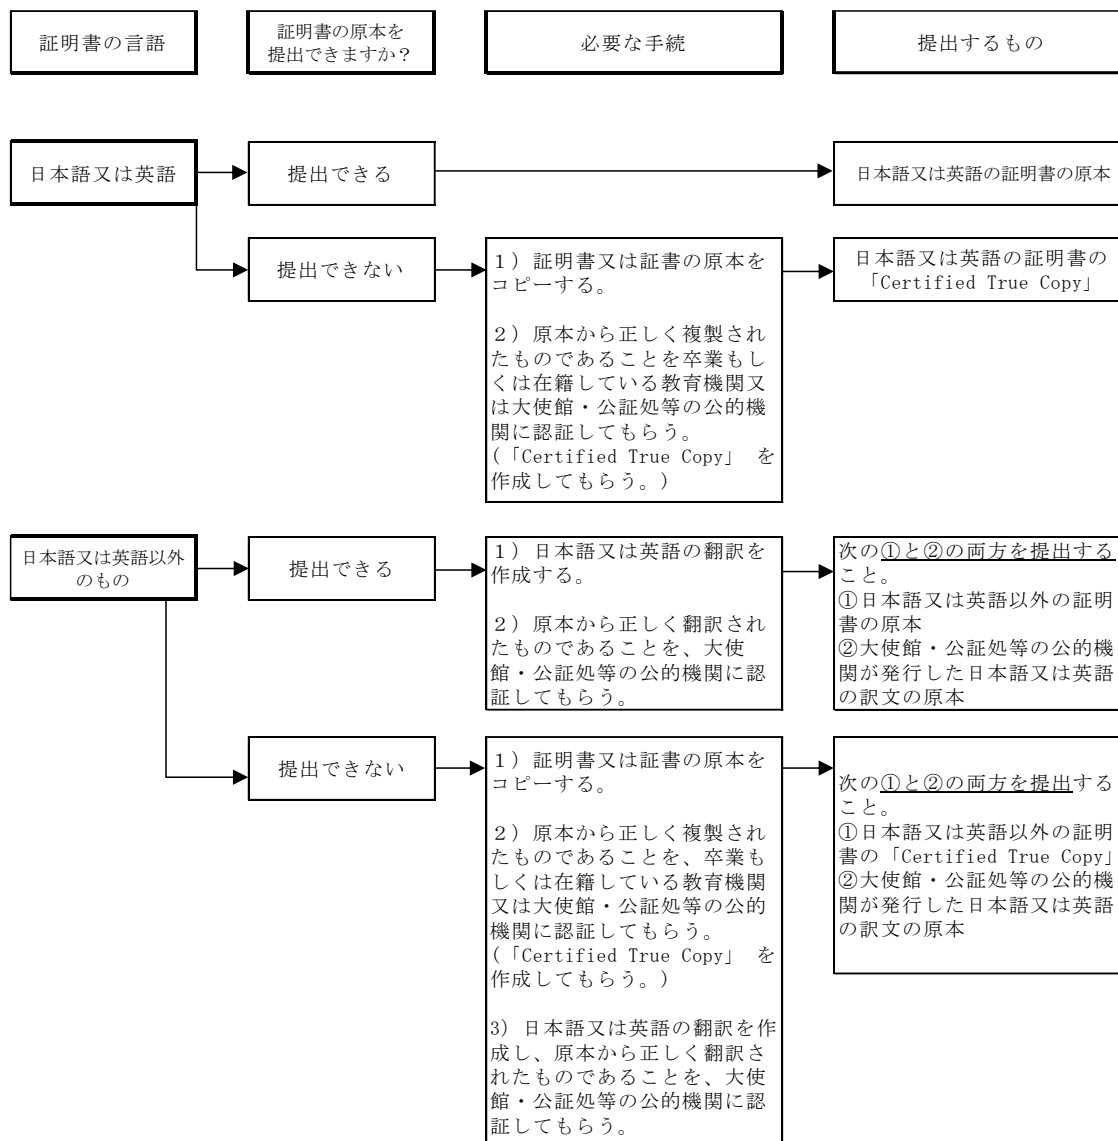 証明書の言語
証明書の原本を
提出できますか？
必要な手続
提出するもの
日本語又は英語
提出できる
日本語又は英語の証明書の原本
提出できない
１）証明書又は証書の原本を
コピーする。
２）原本から正しく複製され
たものであることを卒業もし
くは在籍している教育機関又
は大使館・公証処等の公的機
関に認証してもらう。
(「Certified True Copy」 を
作成してもらう。)
日本語又は英語の証明書の
「Certified True Copy」
日本語又は英語以外
のもの
提出できる
１）日本語又は英語の翻訳を
作成する。
２）原本から正しく翻訳され
たものであることを、大使
館・公証処等の公的機関に認
証してもらう。
次の①と②の両方を提出する
こと。
①日本語又は英語以外の証明
書の原本
②大使館・公証処等の公的機
関が発行した日本語又は英語
の訳文の原本
提出できない
１）証明書又は証書の原本を
コピーする。
２）原本から正しく複製され
たものであることを、卒業も
しくは在籍している教育機関
又は大使館・公証処等の公的
機関に認証してもらう。
(「Certified True Copy」 を
作成してもらう。)
3) 日本語又は英語の翻訳を作
成し、原本から正しく翻訳さ
れたものであることを、大使
館・公証処等の公的機関に認
証してもらう。
次の①と②の両方を提出する
こと。
①日本語又は英語以外の証明
書の「Certified True Copy」
②大使館・公証処等の公的機
関が発行した日本語又は英語
の訳文の原本